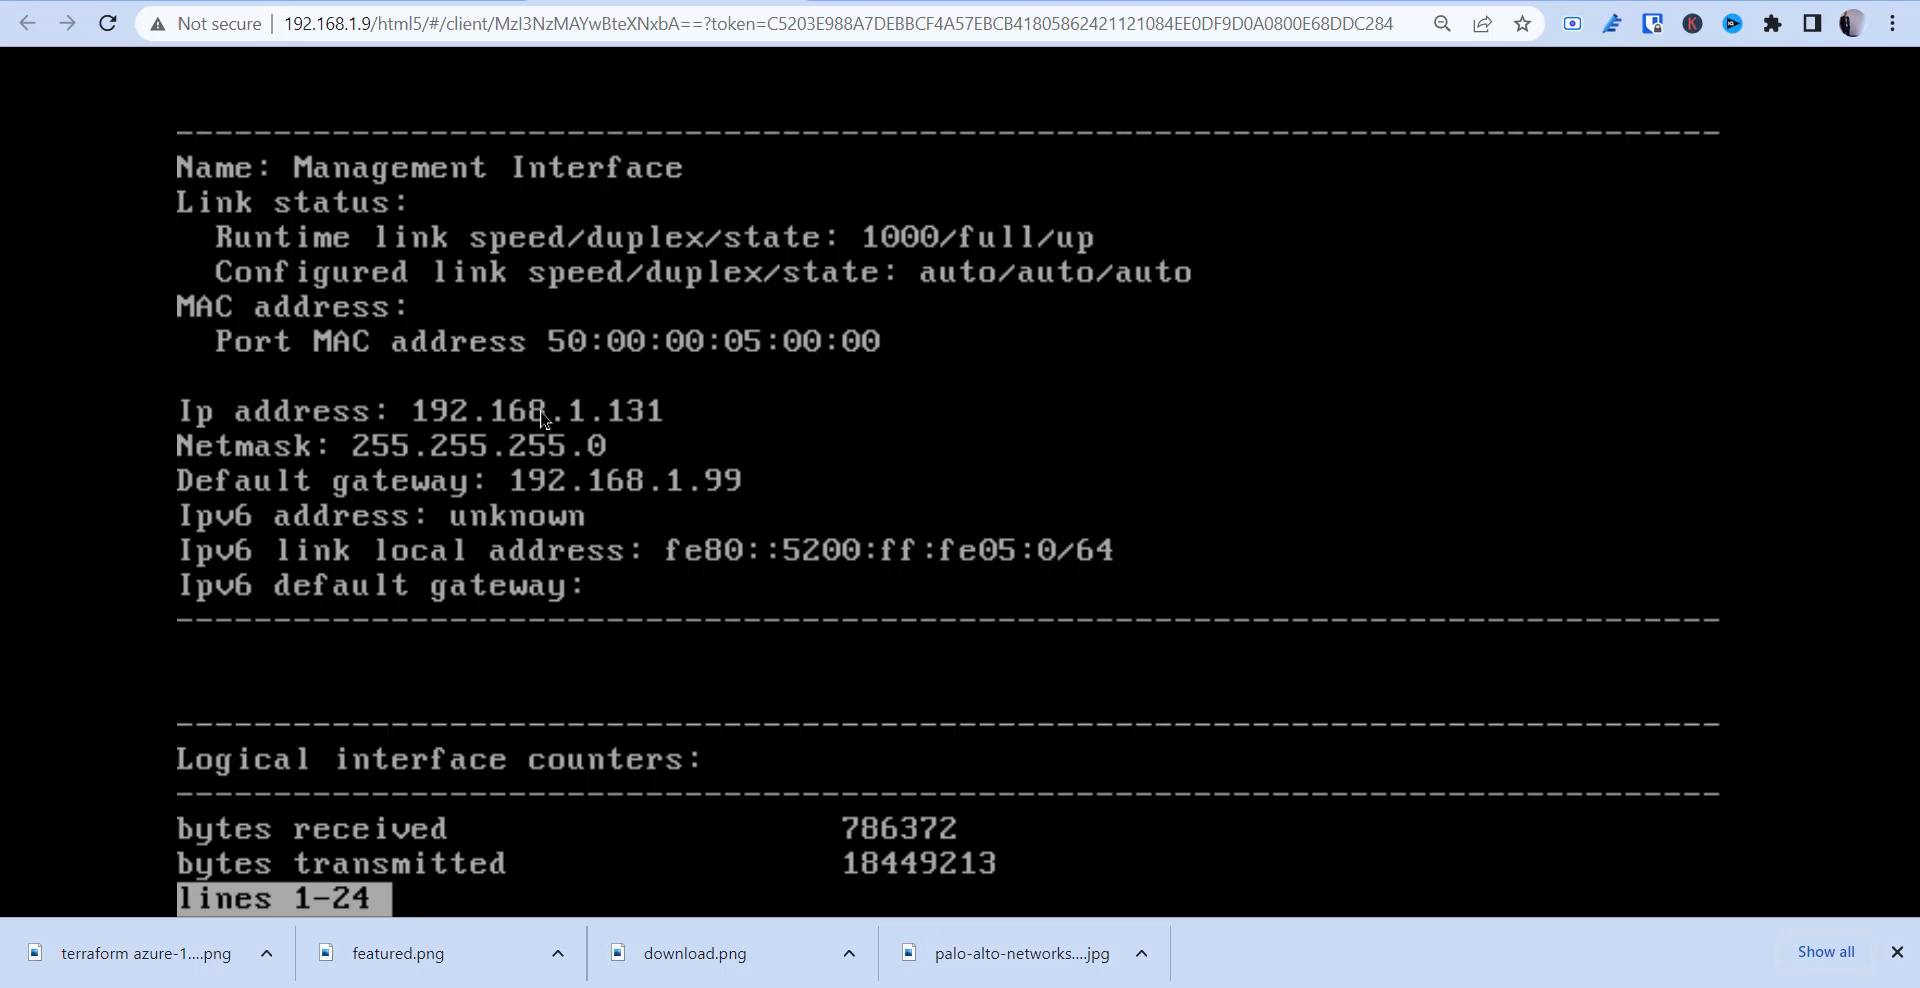 Not secure
192.168.1.9/html5/#/client/MzI3NzMAYwBteXNxbA==?token=C5203E988A7DEBBCF4A57EBCB41805862421121084EE0DF9D0A0800E68DDC284
Name: Management Interface
Link status:
Runtime link speed/duplex/state: 1000/full/up
Configured link speed/duplex/state: auto/auto/auto
MAC address:
Port MAC address 50:00:00:05:00:00
Ip address: 192.168.1.131
Netmask: 255.255.255.0
Default gateway: 192.168.1.99
Ipv6 address: unknown
Ipv6 link local address: fe80::5200:ff:fe05:0/64
Ipv6 default gateway:
Logical interface counters:
bytes received 786372
bytes transmitted 18449213
lines 1-24
terraform azure-1....png
featured.png
download.png
palo-alto-networks....jpg
Show all